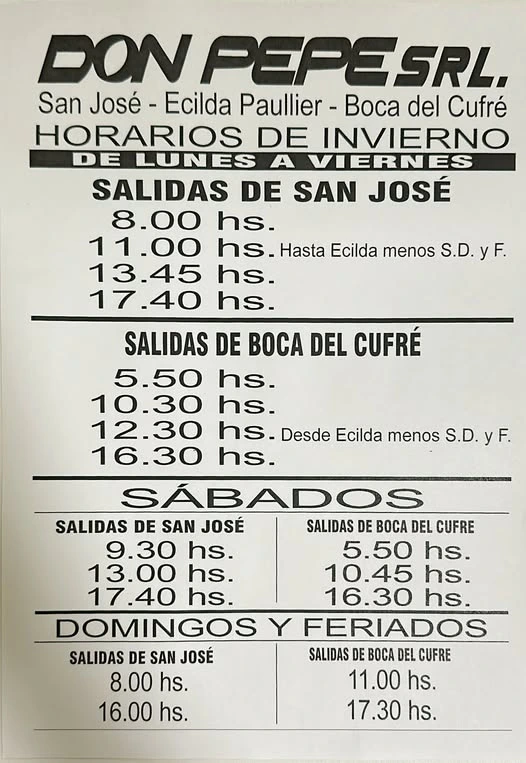 DON PEPE SRL.
San José - Ecilda Paullier - Boca del Cufré
HORARIOS DE INVIERNO
DE LUNES A VIERNES
SALIDAS DE SAN JOSÉ
8.00 hs.
11.00 hs. Hasta Ecilda menos S.D. y F.
13.45 hs.
17.40 hs.
SALIDAS DE BOCA DEL CUFRÉ
5.50 hs.
10.30 hs.
12.30 hs. Desde Ecilda menos S.D. y F.
16.30 hs.
SÁBADOS
SALIDAS DE SAN JOSÉ
9.30 hs.
13.00 hs.
17.40 hs.
SALIDAS DE BOCA DEL CUFRE
5.50 hs.
10.45 hs.
16.30 hs.
DOMINGOS Y FERIADOS
SALIDAS DE SAN JOSÉ
8.00 hs.
16.00 hs.
SALIDAS DE BOCA DEL CUFRE
11.00 hs.
17.30 hs.